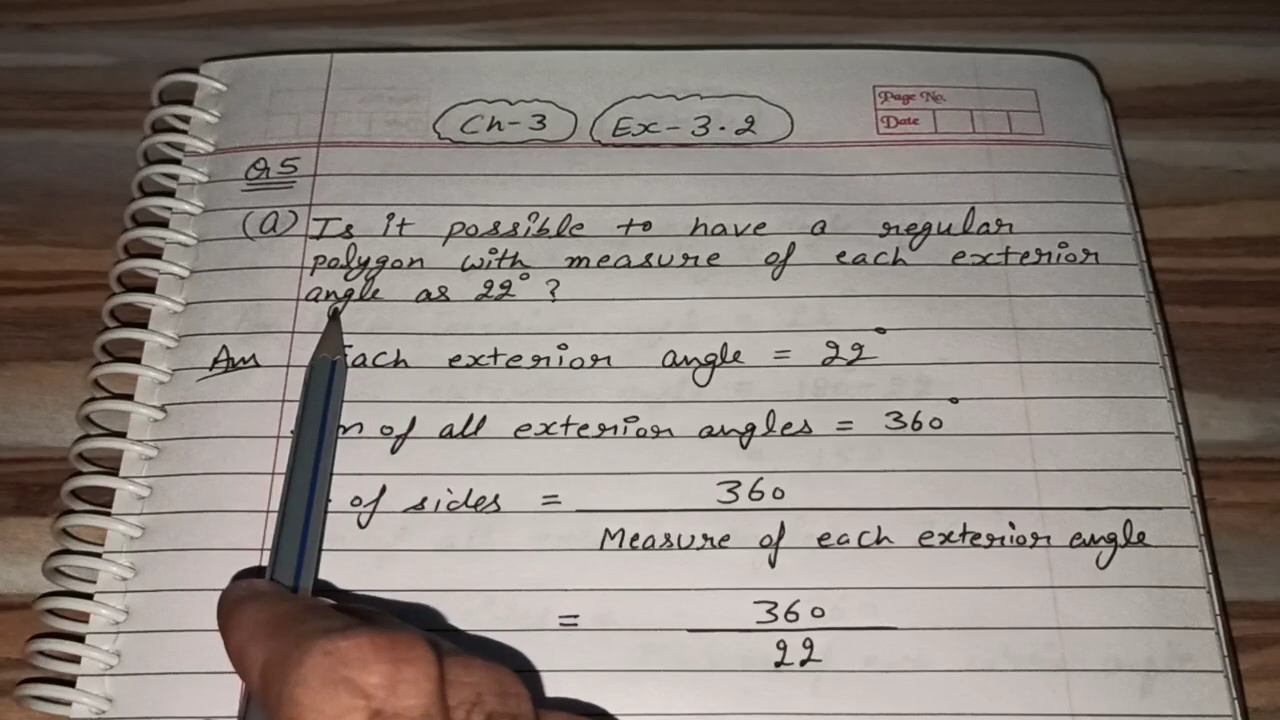 Ch-3 Ex-3.2
Page No.
Date
Q5
(a) Is it possible to have a regular
polygon with measure of each exterior
angle as 22° ?
Ans Each exterior angle = 22°
of all exterior angles = 360°
of sides = 360
Measure of each exterior angle
= 360
22